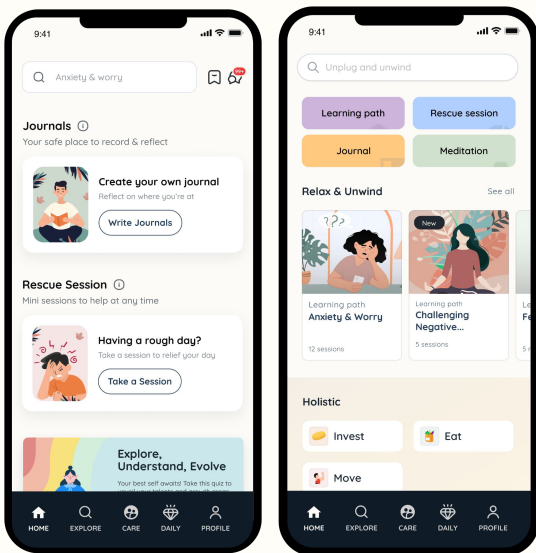 9:41
Anxiety & worry
99+
Journals
Your safe place to record & reflect
Create your own journal
Reflect on where you're at
Write Journals
Rescue Session
Mini sessions to help at any time
Having a rough day?
Take a session to relief your day
Take a Session
Explore,
Understand, Evolve
Your best self awaits! Take this quiz to
HOME EXPLORE CARE DAILY PROFILE
9:41
Unplug and unwind
Learning path Rescue session
Journal Meditation
Relax & Unwind See all
???
New
Learning path
Anxiety & Worry
12 sessions
Learning path
Challenging
Negative...
5 sessions
Holistic
Invest Eat
Move
HOME EXPLORE CARE DAILY PROFILE